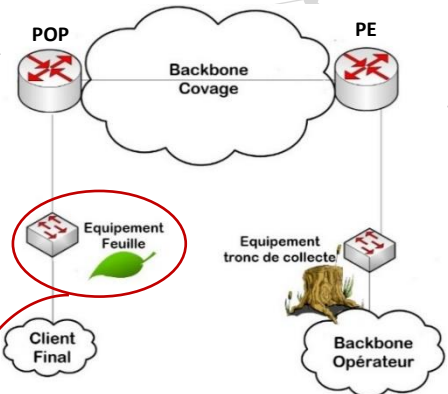 POP
PE
Backbone
Covage
Equipement
Feuille
Equipement
tronc de collecte
Client
Final
Backbone
Opérateur